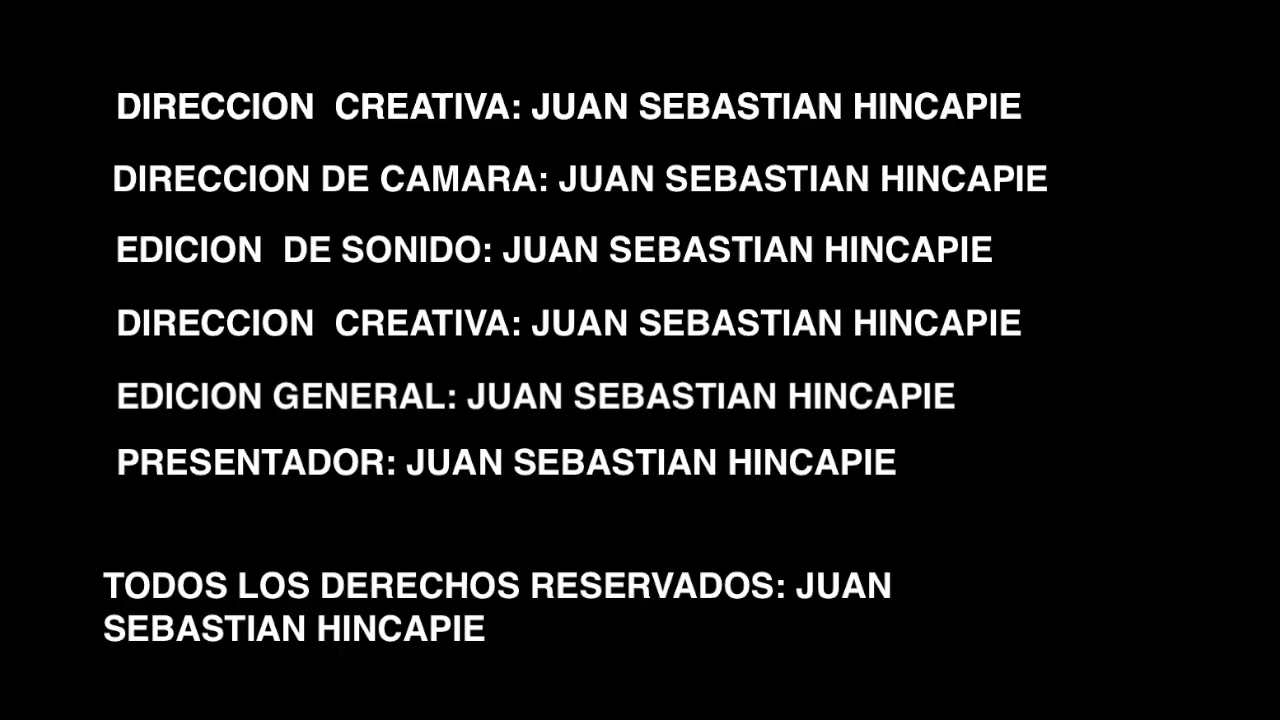 DIRECCION  CREATIVA: JUAN SEBASTIAN HINCAPIE
DIRECCION DE CAMARA: JUAN SEBASTIAN HINCAPIE
EDICION  DE SONIDO: JUAN SEBASTIAN HINCAPIE
DIRECCION  CREATIVA: JUAN SEBASTIAN HINCAPIE
EDICION GENERAL: JUAN SEBASTIAN HINCAPIE
PRESENTADOR: JUAN SEBASTIAN HINCAPIE
TODOS LOS DERECHOS RESERVADOS: JUAN
SEBASTIAN HINCAPIE